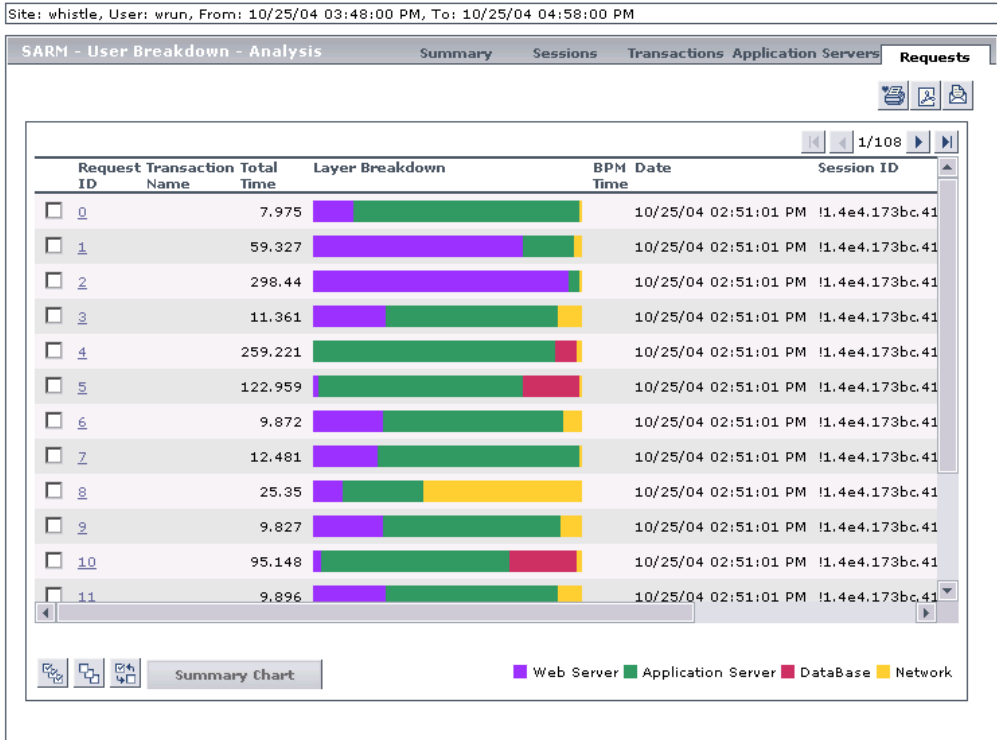 Site: whistle, User: wrun, From: 10/25/04 03:48:00 PM, To: 10/25/04 04:58:00 PM
SARM - User Breakdown - Analysis Summary Sessions Transactions Application Servers Requests
1/108
Request ID Transaction Name Total Time Layer Breakdown BPM Time Date Session ID
0 7.975 10/25/04 02:51:01 PM !1.4e4.173bc.41
1 59.327 10/25/04 02:51:01 PM !1.4e4.173bc.41
2 298.44 10/25/04 02:51:01 PM !1.4e4.173bc.41
3 11.361 10/25/04 02:51:01 PM !1.4e4.173bc.41
4 259.221 10/25/04 02:51:01 PM !1.4e4.173bc.41
5 122.959 10/25/04 02:51:01 PM !1.4e4.173bc.41
6 9.872 10/25/04 02:51:01 PM !1.4e4.173bc.41
7 12.481 10/25/04 02:51:01 PM !1.4e4.173bc.41
8 25.35 10/25/04 02:51:01 PM !1.4e4.173bc.41
9 9.827 10/25/04 02:51:01 PM !1.4e4.173bc.41
10 95.148 10/25/04 02:51:01 PM !1.4e4.173bc.41
11 9.896 10/25/04 02:51:01 PM !1.4e4.173bc.41
Summary Chart Web Server Application Server DataBase Network